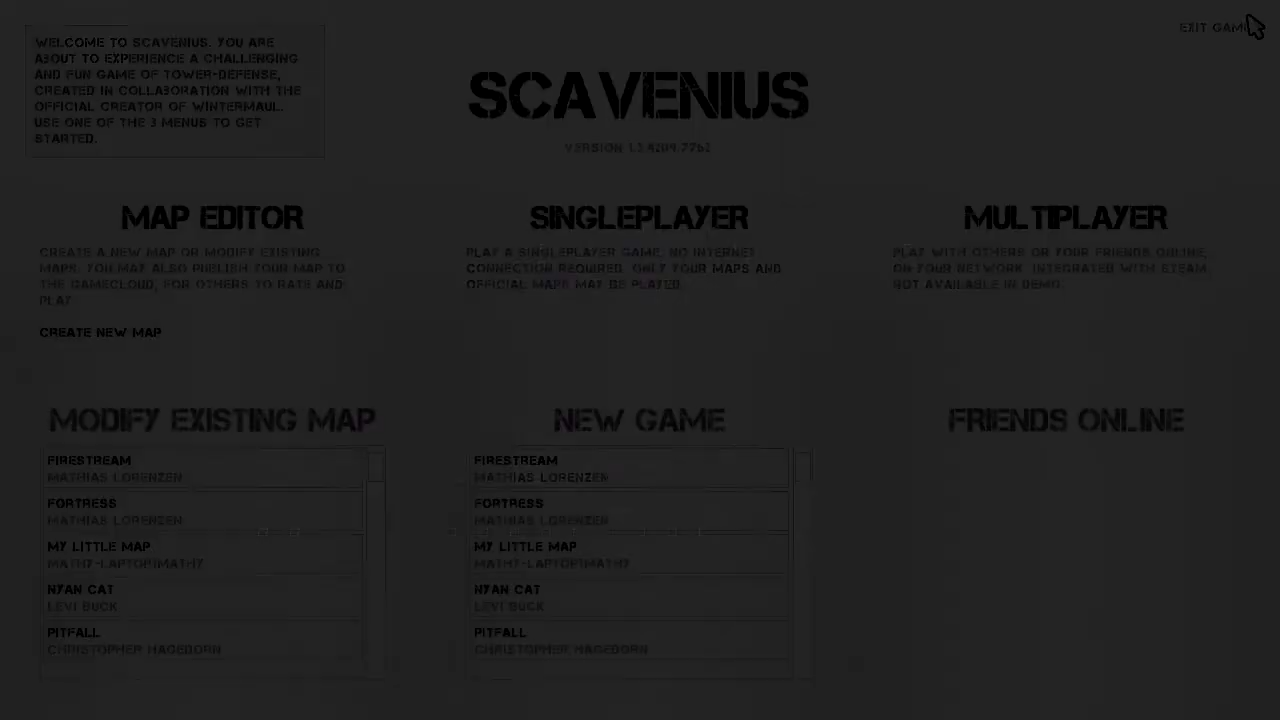 WELCOME TO SCAVENIUS. YOU ARE
ABOUT TO EXPERIENCE A CHALLENGING
AND FUN GAME OF TOWER-DEFENSE,
CREATED IN COLLABORATION WITH THE
OFFICIAL CREATOR OF WINTERMAUL.
USE ONE OF THE 3 MENUS TO GET
STARTED.
EXIT GAME
SCAVENIUS
VERSION
MAP EDITOR
CREATE A NEW MAP OR MODIFY EXISTING
MAPS. YOU MAY ALSO PUBLISH YOUR MAP TO
THE GAMECLOUD, FOR OTHERS TO RATE AND
PLAY.
CREATE NEW MAP
SINGLEPLAYER
PLAY A SINGLEPLAYER GAME. NO INTERNET
CONNECTION REQUIRED. ONLY YOUR MAPS AND
OFFICIAL MAPS MAY BE PLAYED.
MULTIPLAYER
PLAY WITH OTHERS OR YOUR FRIENDS ONLINE,
ON YOUR NETWORK. INTEGRATED WITH STEAM.
NOT AVAILABLE IN DEMO.
MODIFY EXISTING MAP
FIRESTREAM
MATHIAS LORENZEN
FORTRESS
MATHIAS LORENZEN
MY LITTLE MAP
NYAN CAT
LEVI BUCK
PITFALL
CHRISTOPHER HAGEDORN
NEW GAME
FIRESTREAM
MATHIAS LORENZEN
FORTRESS
MATHIAS LORENZEN
MY LITTLE MAP
NYAN CAT
LEVI BUCK
PITFALL
CHRISTOPHER HAGEDORN
FRIENDS ONLINE